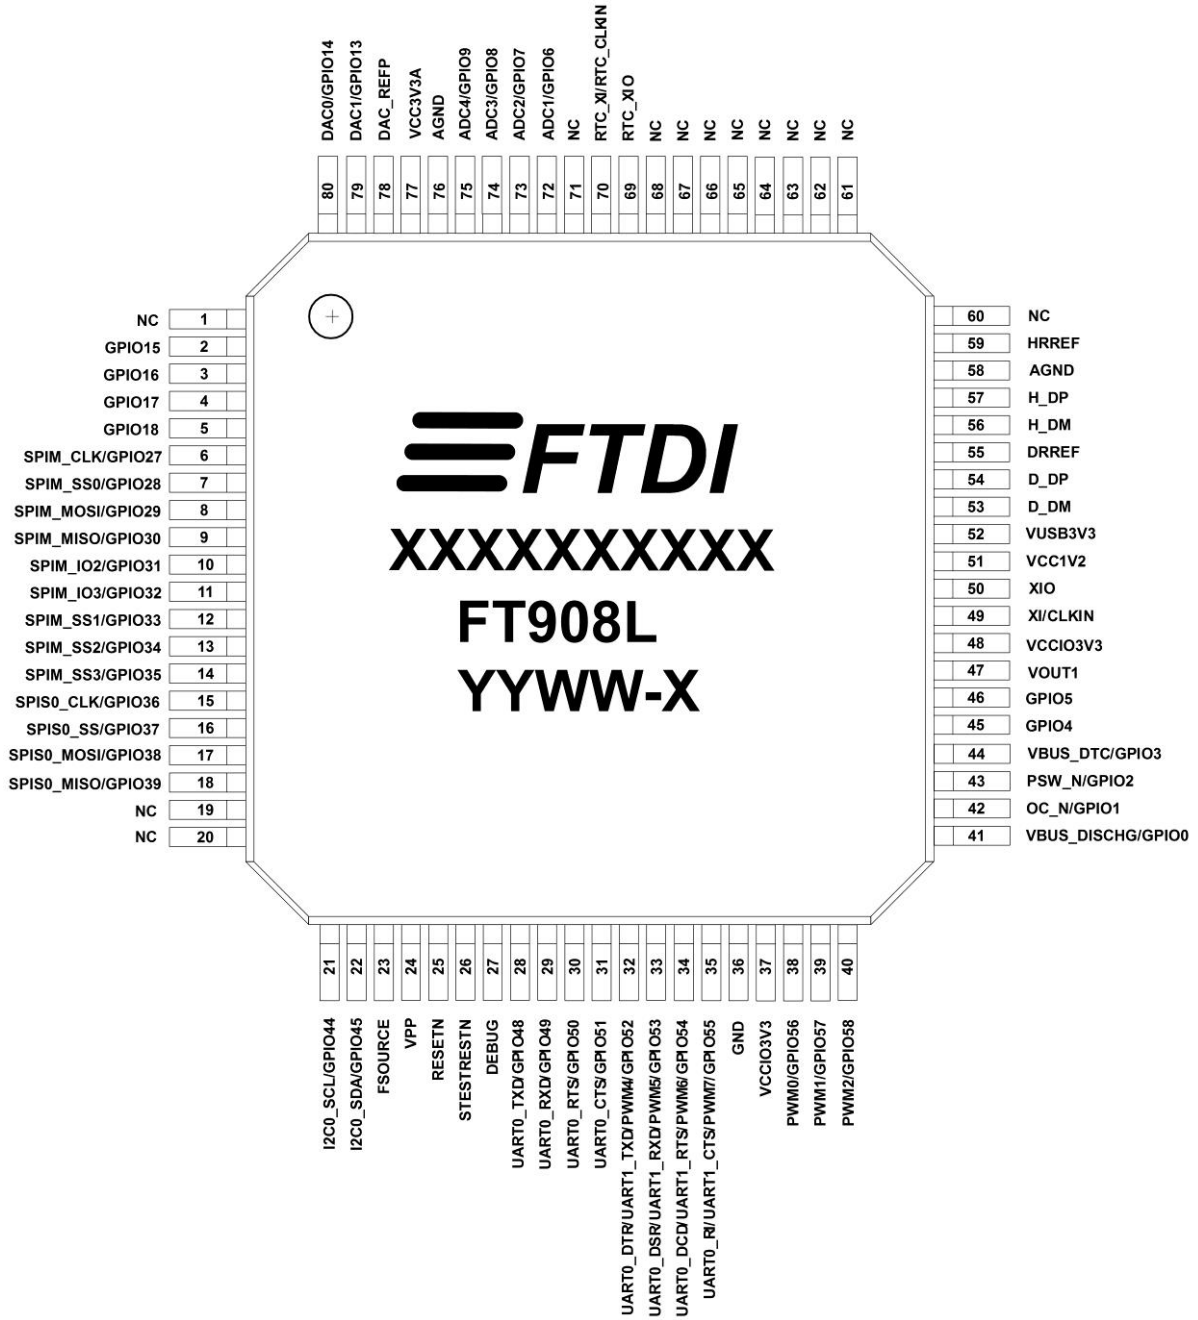 DAC0/GPIO14
DAC1/GPIO13
DAC_REFP
VCC3V3A
AGND
ADC4/GPIO9
ADC3/GPIO8
ADC2/GPIO7
ADC1/GPIO6
NC
RTC_XI/RTC_CLKIN
RTC_XIO
NC
NC
NC
NC
NC
NC
NC
NC
80
79
78
77
76
75
74
73
72
71
70
69
68
67
66
65
64
63
62
61
NC 1
GPIO15 2
GPIO16 3
GPIO17 4
GPIO18 5
SPIM_CLK/GPIO27 6
SPIM_SS0/GPIO28 7
SPIM_MOSI/GPIO29 8
SPIM_MISO/GPIO30 9
SPIM_IO2/GPIO31 10
SPIM_IO3/GPIO32 11
SPIM_SS1/GPIO33 12
SPIM_SS2/GPIO34 13
SPIM_SS3/GPIO35 14
SPIS0_CLK/GPIO36 15
SPIS0_SS/GPIO37 16
SPIS0_MOSI/GPIO38 17
SPIS0_MISO/GPIO39 18
NC 19
NC 20
FTDI
XXXXXXXXXX
FT908L
YYWW-X
60 NC
59 HRREF
58 AGND
57 H_DP
56 H_DM
55 DRREF
54 D_DP
53 D_DM
52 VUSB3V3
51 VCC1V2
50 XIO
49 XI/CLKIN
48 VCCIO3V3
47 VOUT1
46 GPIO5
45 GPIO4
44 VBUS_DTC/GPIO3
43 PSW_N/GPIO2
42 OC_N/GPIO1
41 VBUS_DISCHG/GPIO0
21
22
23
24
25
26
27
28
29
30
31
32
33
34
35
36
37
38
39
40
I2C0_SCL/GPIO44
I2C0_SDA/GPIO45
FSOURCE
VPP
RESETN
STESTRESTN
DEBUG
UART0_TXD/GPIO48
UART0_RXD/GPIO49
UART0_RTS/GPIO50
UART0_CTS/GPIO51
UART0_DTR/UART1_TXD/PWM4/GPIO52
UART0_DSR/UART1_RXD/PWM5/GPIO53
UART0_DCD/UART1_RTS/PWM6/GPIO54
UART0_RI/UART1_CTS/PWM7/GPIO55
GND
VCCIO3V3
PWM0/GPIO56
PWM1/GPIO57
PWM2/GPIO58